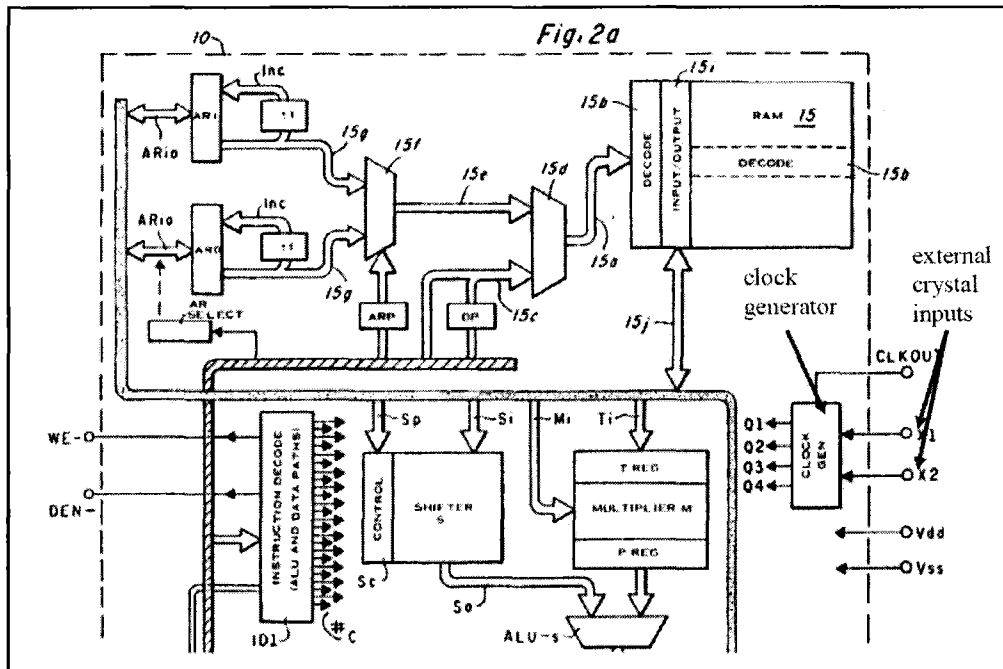 Fig. 2a
10
Inc
15i
15b
RAM 15
AR1
+1
15g
15f
DECODE
INPUT/OUTPUT
DECODE
15b
ARio
15e
15d
ARio
Inc
AR0
+1
15a
15g
15c
clock
generator
external
crystal
inputs
AR
SELECT
ARP
DP
15j
CLKOUT
Sp
Si
Mi
Ti
WE-
Q1
X1
Q2
CLOCK
GEN
Q3
X2
Q4
DEN-
INSTRUCTION DECODE
(ALU AND DATA PATHS)
CONTROL
SHIFTER
S
T REG
MULTIPLIER M
P REG
Vdd
Vss
Sc
So
ID1
#C
ALU-s